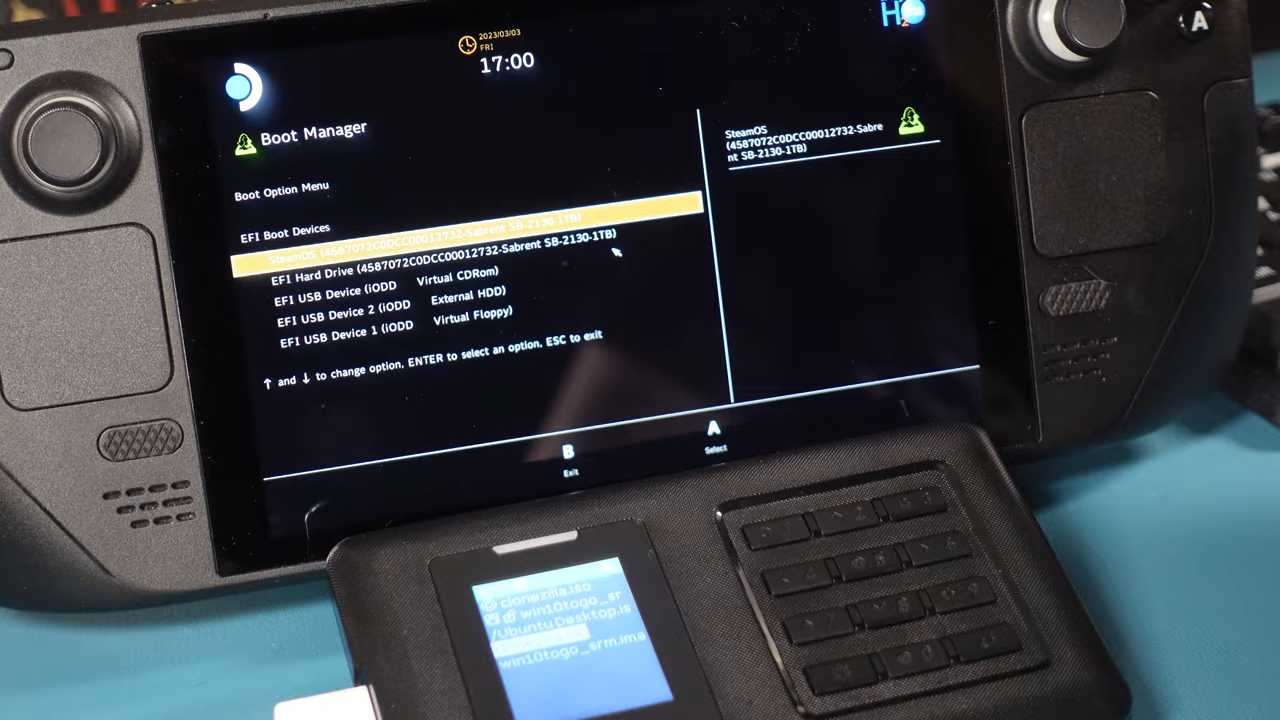 2023/03/03
FRI
17:00
H2
A
Boot Manager
Boot Option Menu
EFI Boot Devices
SteamOS (4587072C0DCC00012732-Sabrent SB-2130-1TB)
EFI Hard Drive (4587072C0DCC00012732-Sabrent SB-2130-1TB)
EFI USB Device (iODD Virtual CDRom)
EFI USB Device 2 (iODD External HDD)
EFI USB Device 1 (iODD Virtual Floppy)
↑ and ↓ to change option, ENTER to select an option, ESC to exit
SteamOS
(4587072C0DCC00012732-Sabre
nt SB-2130-1TB)
B
Exit
A
Select
clonezilla.iso
win10togo_sr
/UbuntuDesktop.is
win10togo_srm.ima